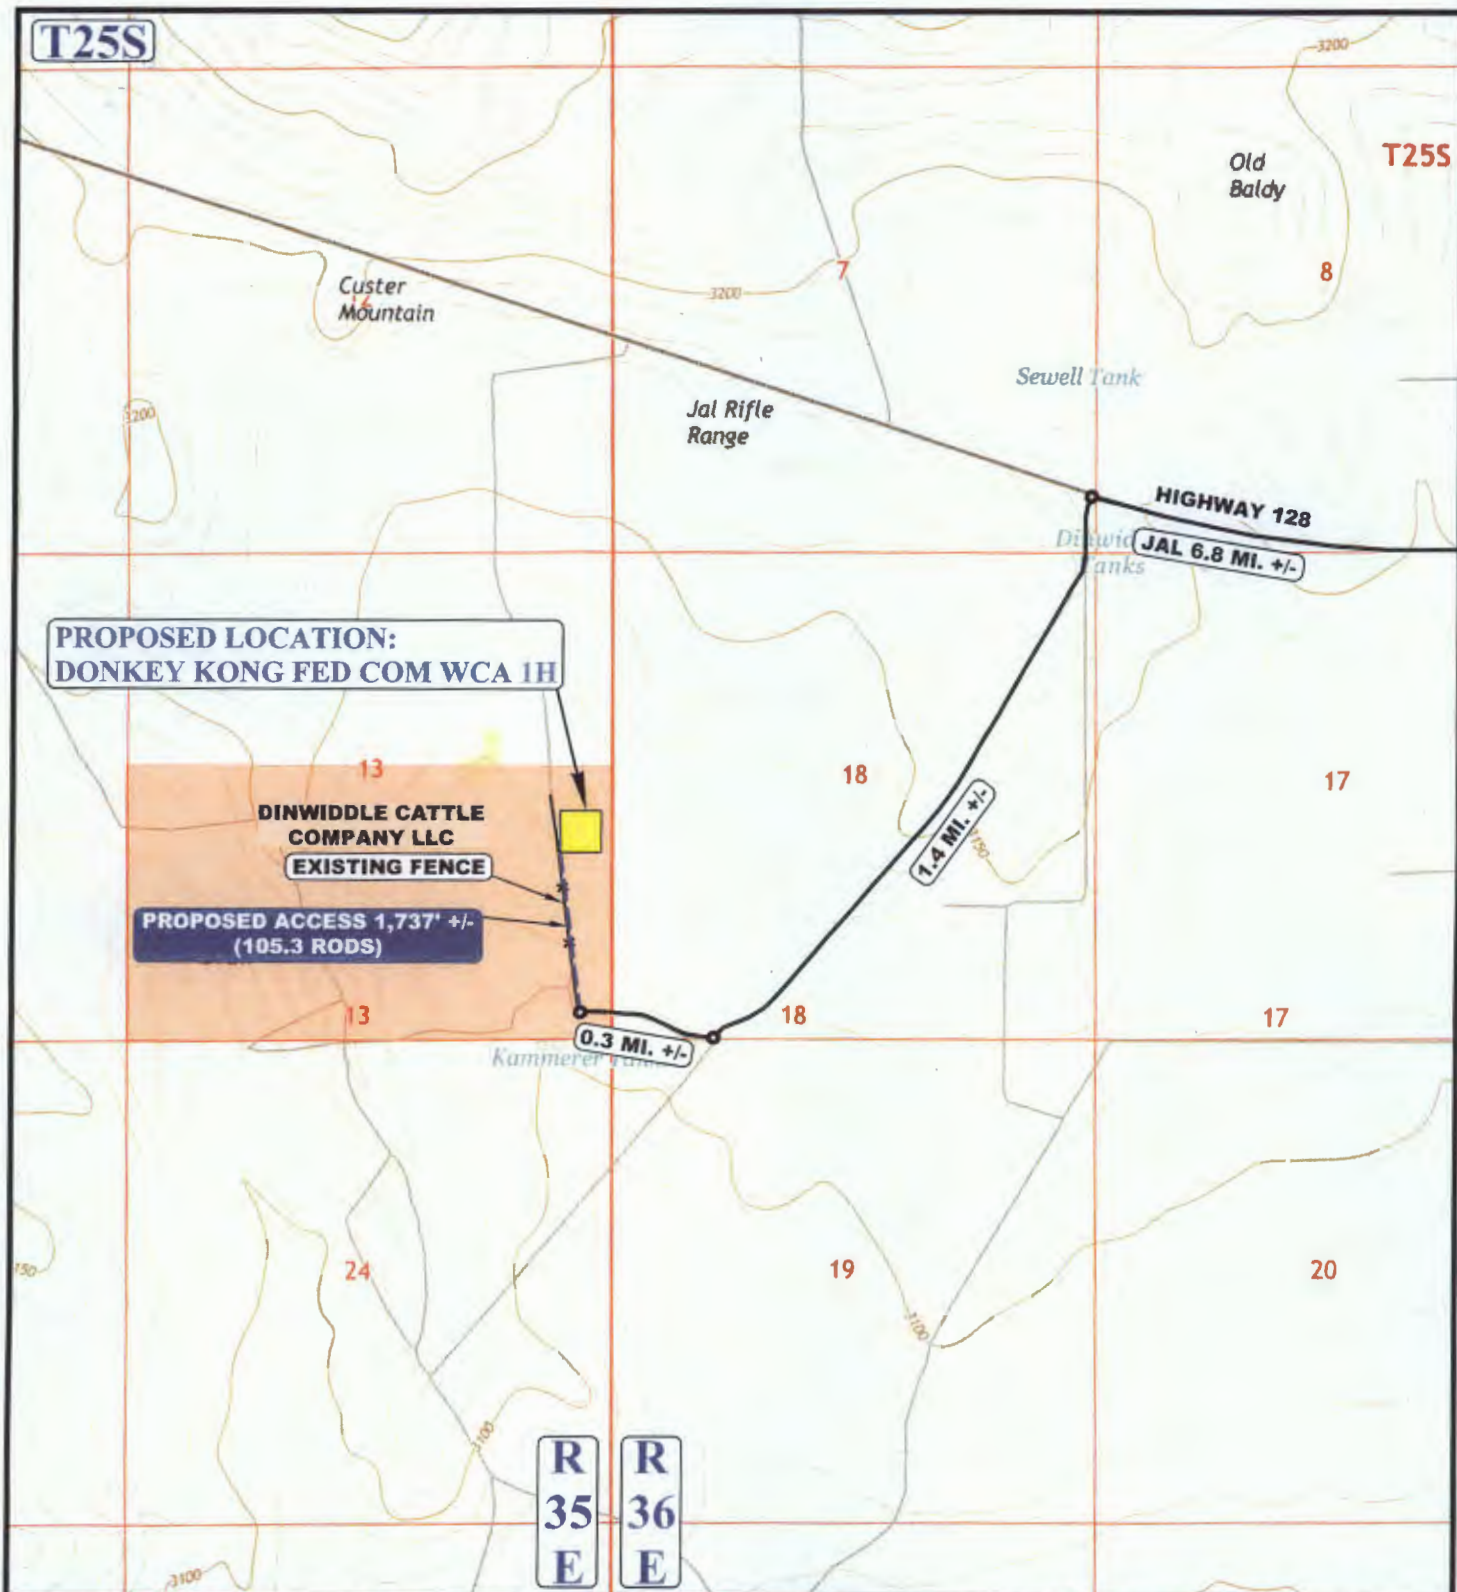 T25S
3200
Old
Baldy
T25S
7
8
Custer
Mountain
12
3200
Sewell Tank
3200
Jal Rifle
Range
HIGHWAY 128
JAL 6.8 MI. +/-
Tanks
PROPOSED LOCATION:
DONKEY KONG FED COM WCA 1H
13
18
17
DINWIDDLE CATTLE
COMPANY LLC
EXISTING FENCE
1.4 MI. +/-
3150
PROPOSED ACCESS 1,737' +/-
(105.3 RODS)
13
18
17
0.3 MI. +/-
Kammerer
150
24
19
20
3100
3100
R
35
E
R
36
E
3100